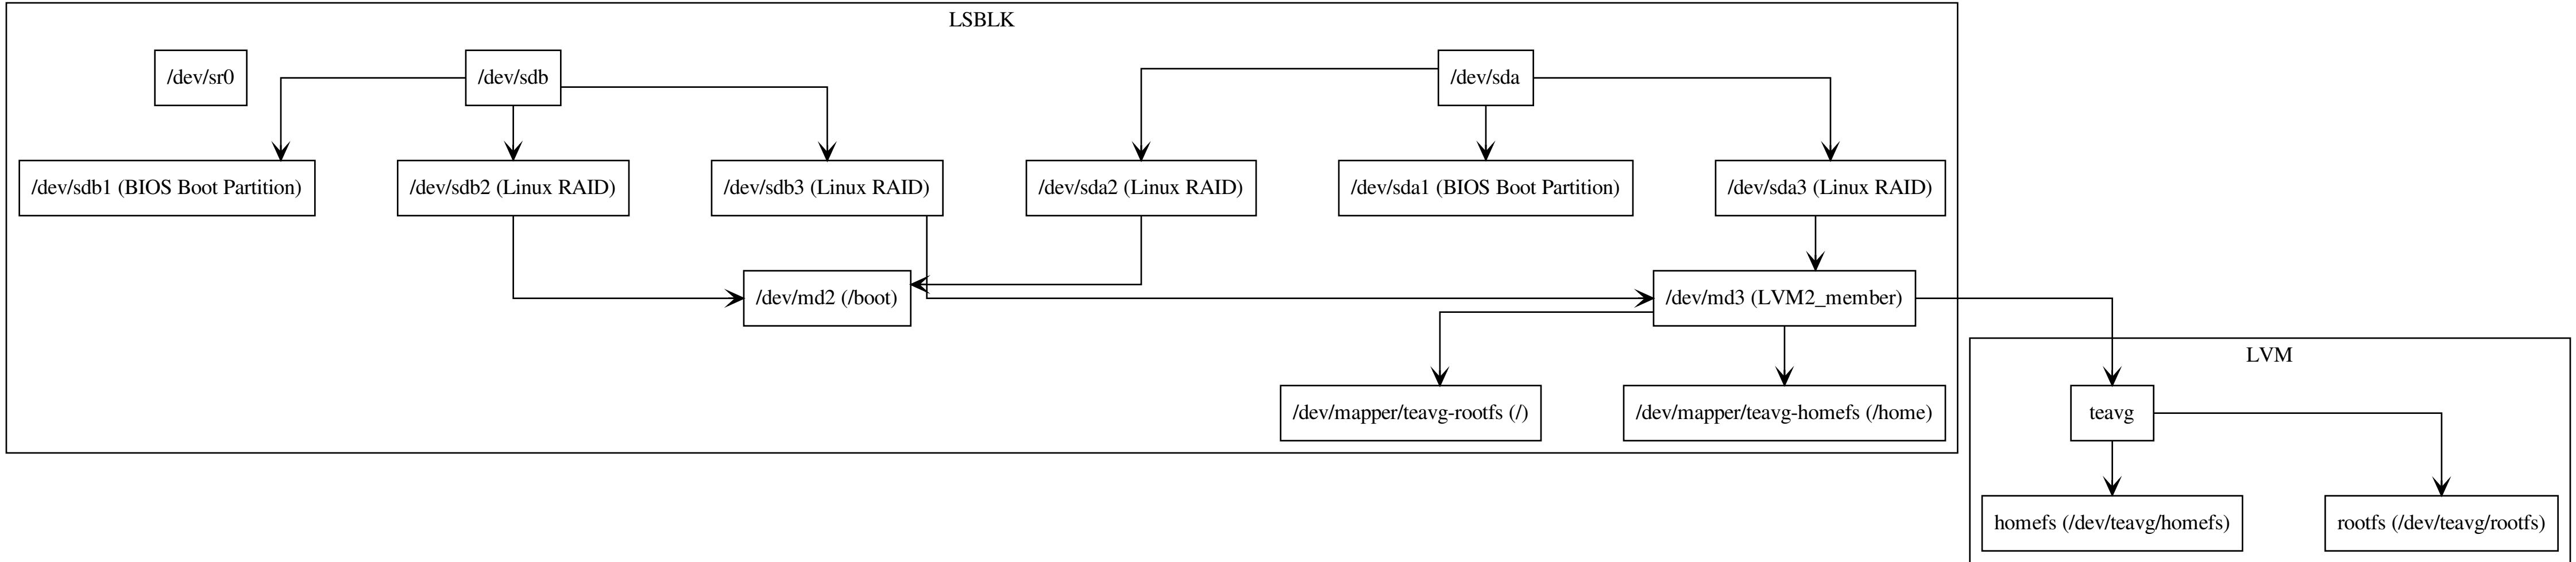 LSBLK
/dev/sr0
/dev/sdb
/dev/sda
/dev/sdb1 (BIOS Boot Partition)
/dev/sdb2 (Linux RAID)
/dev/sdb3 (Linux RAID)
/dev/sda2 (Linux RAID)
/dev/sda1 (BIOS Boot Partition)
/dev/sda3 (Linux RAID)
/dev/md2 (/boot)
/dev/md3 (LVM2_member)
LVM
/dev/mapper/teavg-rootfs (/)
/dev/mapper/teavg-homefs (/home)
teavg
homefs (/dev/teavg/homefs)
rootfs (/dev/teavg/rootfs)